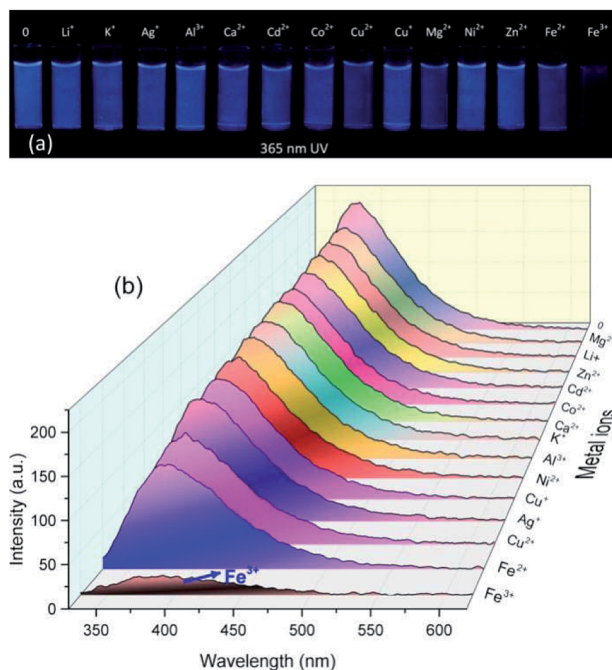 0 Li⁺ K⁺ Ag⁺ Al³⁺ Ca²⁺ Cd²⁺ Co²⁺ Cu²⁺ Cu⁺ Mg²⁺ Ni²⁺ Zn²⁺ Fe²⁺ Fe³⁺
(a)
365 nm UV
(b)
0
Mg²⁺
Li+
Zn²⁺
Cd²⁺
Co²⁺
Ca²⁺
K⁺
Al³⁺
Ni²⁺
Cu⁺
Ag⁺
Cu²⁺
Fe²⁺
Fe³⁺
Metal ions
Fe³⁺
200
150
100
50
0
Intensity (a.u.)
350 400 450 500 550 600
Wavelength (nm)